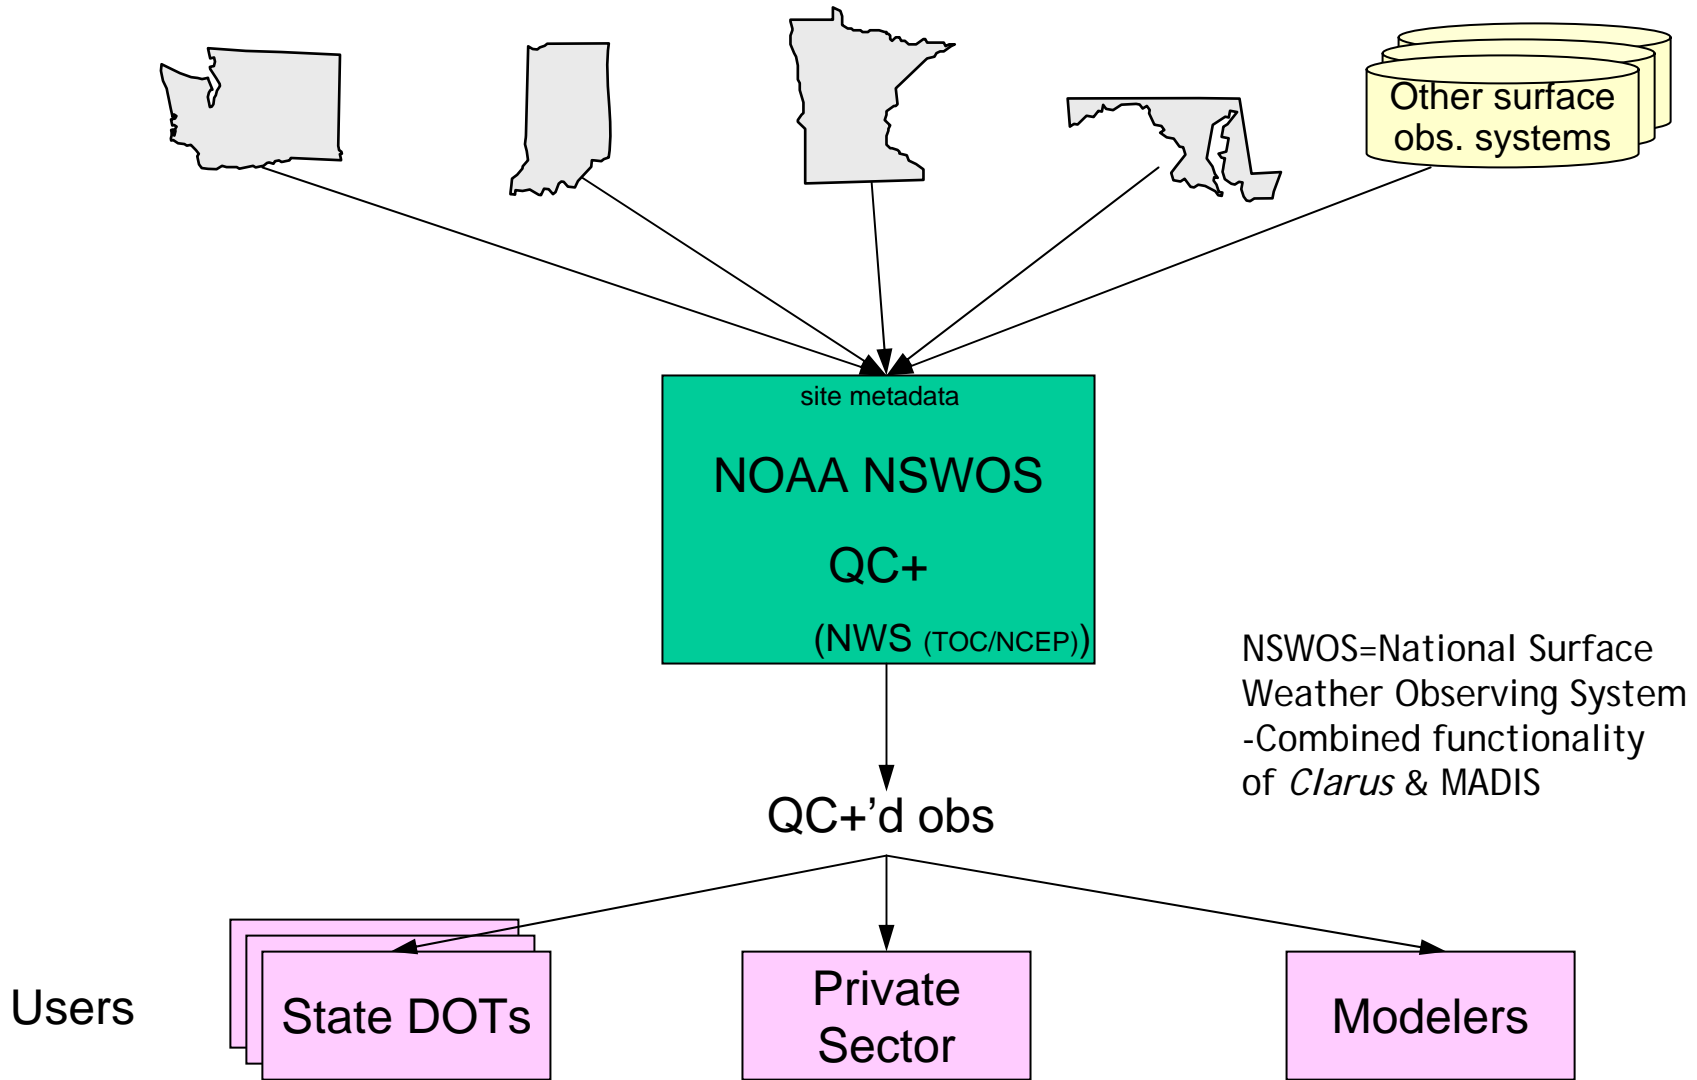 Other surface
obs. systems
site metadata
NOAA NSWOS
QC+
(NWS (TOC/NCEP))
NSWOS=National Surface
Weather Observing System
-Combined functionality
of Clarus & MADIS
QC+’d obs
Users
State DOTs
Private
Sector
Modelers